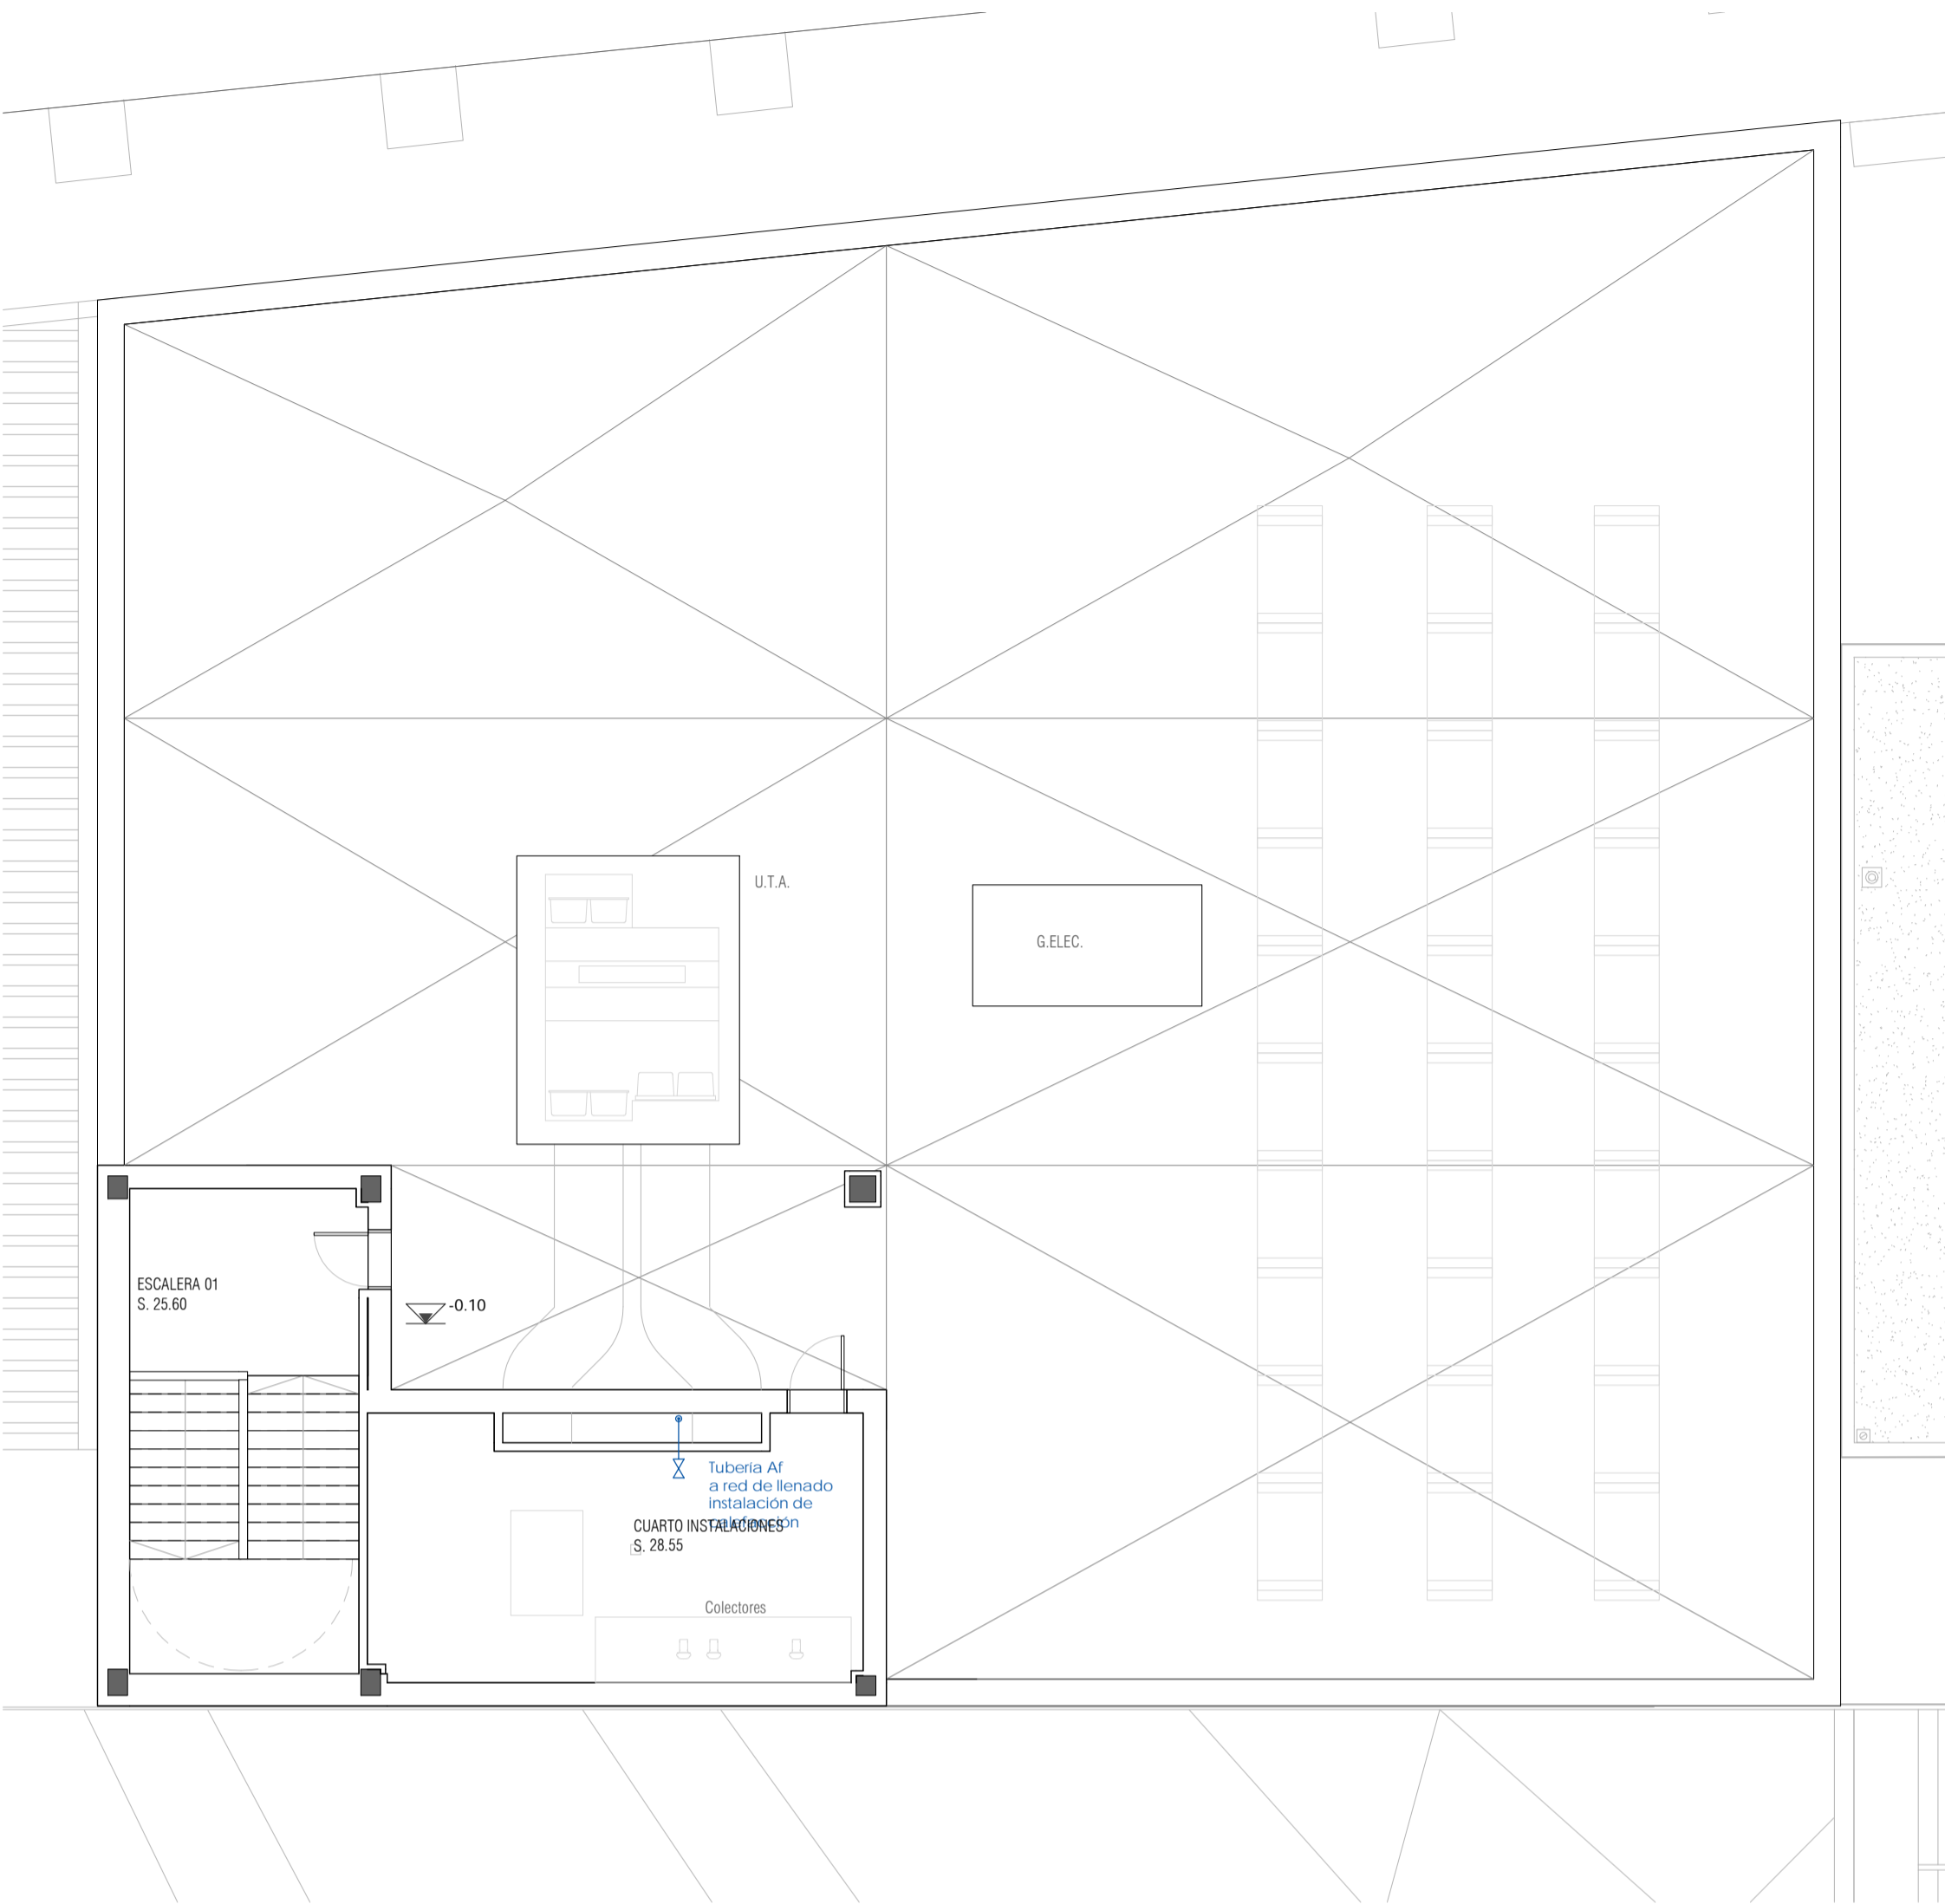 U.T.A.
G.ELEC.
ESCALERA 01
S. 25.60
-0.10
Tubería Af
a red de llenado
instalación de
calefacción
CUARTO INSTALACIONES
S. 28.55
Colectores